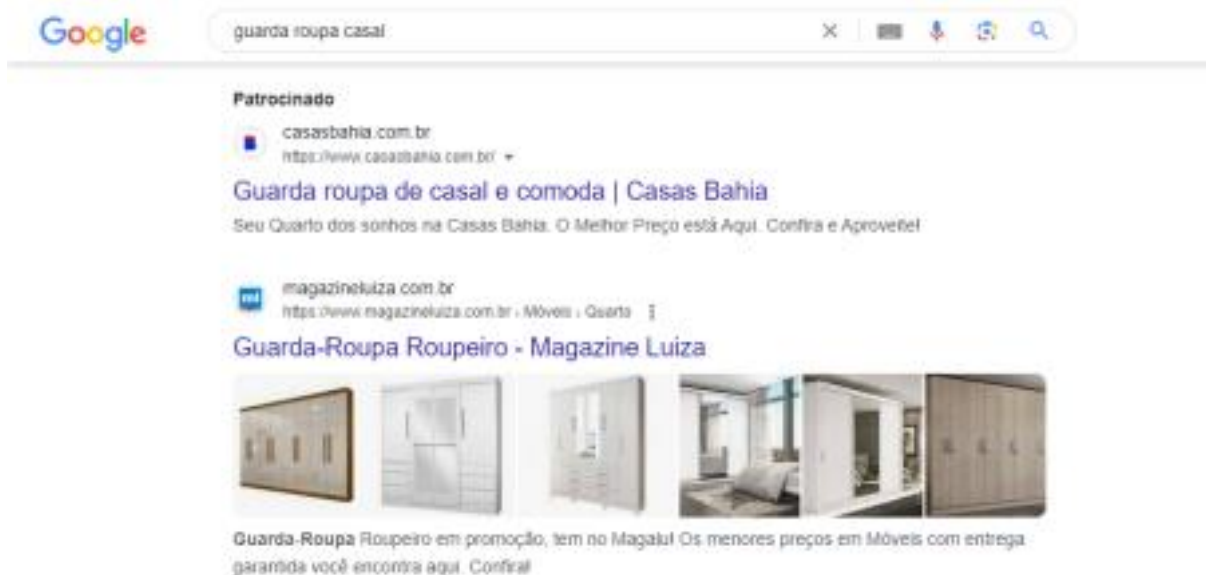 Google
guarda roupa casal
Patrocinado
casasbahia.com.br
https://www.casasbahia.com.br/
Guarda roupa de casal e comoda | Casas Bahia
Seu Quarto dos sonhos na Casas Bahia. O Melhor Preço está Aqui. Confira e Aproveite!
ml
magazineluiza.com.br
https://www.magazineluiza.com.br › Móveis › Quarto
Guarda-Roupa Roupeiro - Magazine Luiza
Guarda-Roupa Roupeiro em promoção, tem no Magalu! Os menores preços em Móveis com entrega
garantida você encontra aqui. Confira!